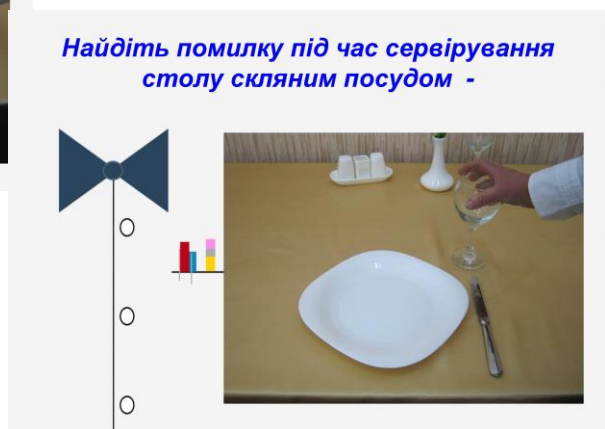 Найдіть помилку під час сервірування
столу скляним посудом -